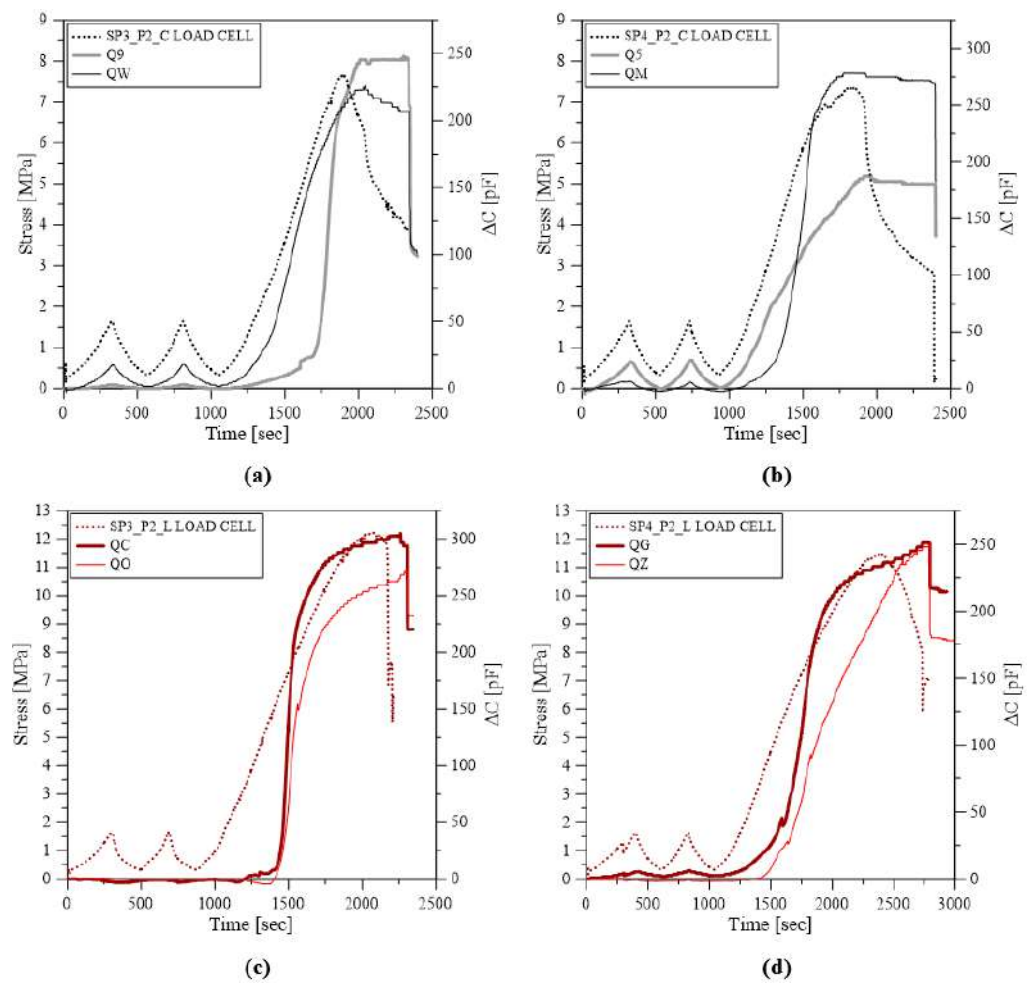 9
8
7
6
5
4
3
2
1
0
Stress [MPa]
SP3_P2_C LOAD CELL
Q9
QW
250
200
150
100
50
0
ΔC [pF]
0 500 1000 1500 2000 2500
Time [sec]
(a)
9
8
7
6
5
4
3
2
1
0
Stress [MPa]
SP4_P2_C LOAD CELL
Q5
QM
300
250
200
150
100
50
0
ΔC [pF]
0 500 1000 1500 2000 2500
Time [sec]
(b)
13
12
11
10
9
8
7
6
5
4
3
2
1
0
Stress [MPa]
SP3_P2_L LOAD CELL
QC
QO
300
250
200
150
100
50
0
ΔC [pF]
0 500 1000 1500 2000 2500
Time [sec]
(c)
13
12
11
10
9
8
7
6
5
4
3
2
1
0
Stress [MPa]
SP4_P2_L LOAD CELL
QG
QZ
250
200
150
100
50
0
ΔC [pF]
0 500 1000 1500 2000 2500 3000
Time [sec]
(d)